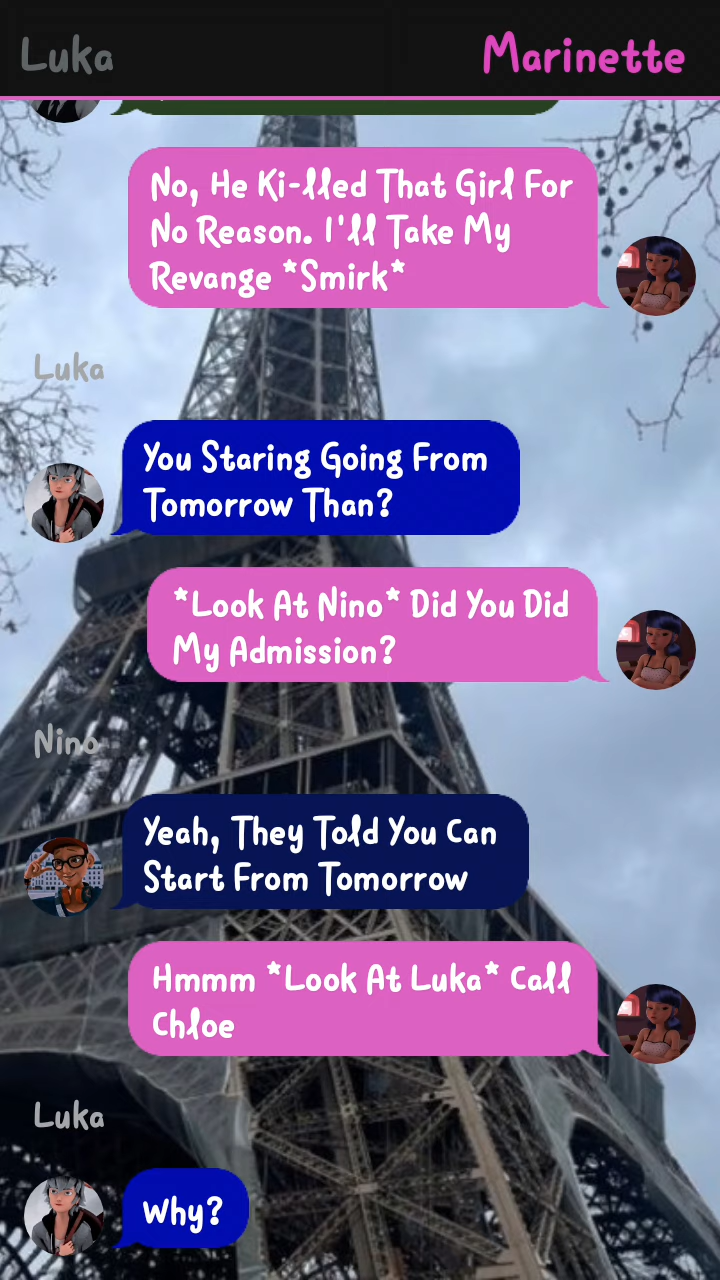 Luka
Marinette
No, He Ki-lled That Girl For
No Reason. I'll Take My
Revange *Smirk*
Luka
You Staring Going From
Tomorrow Than?
*Look At Nino* Did You Did
My Admission?
Nino
Yeah, They Told You Can
Start From Tomorrow
Hmmm *Look At Luka* Call
Chloe
Luka
Why?